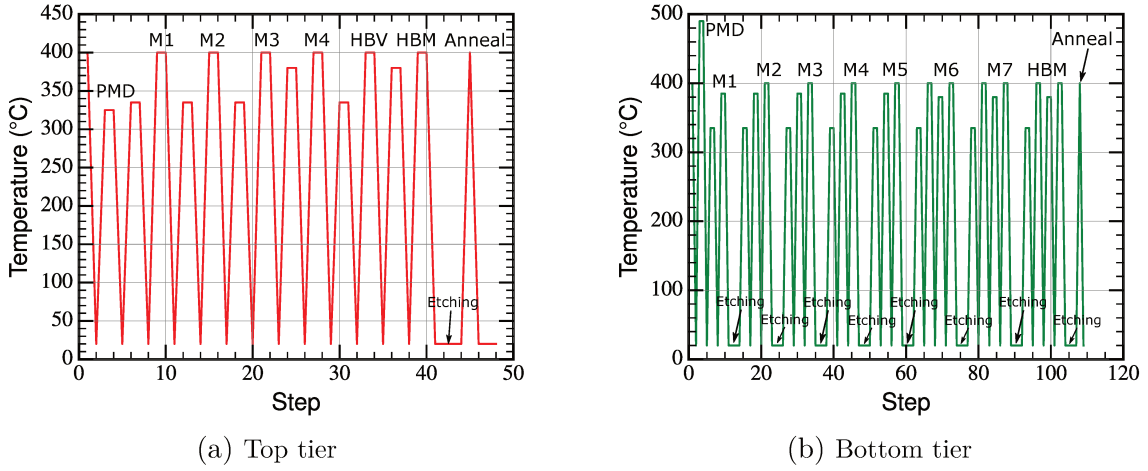 450
400
350
300
250
200
150
100
50
0
0
10
20
30
40
50
Temperature (°C)
Step
M1
M2
M3
M4
HBV
HBM
Anneal
PMD
Etching
(a) Top tier
500
400
300
200
100
0
0
20
40
60
80
100
120
Temperature (°C)
Step
PMD
Anneal
M1
M2
M3
M4
M5
M6
M7
HBM
Etching
Etching
Etching
Etching
Etching
Etching
Etching
Etching
(b) Bottom tier